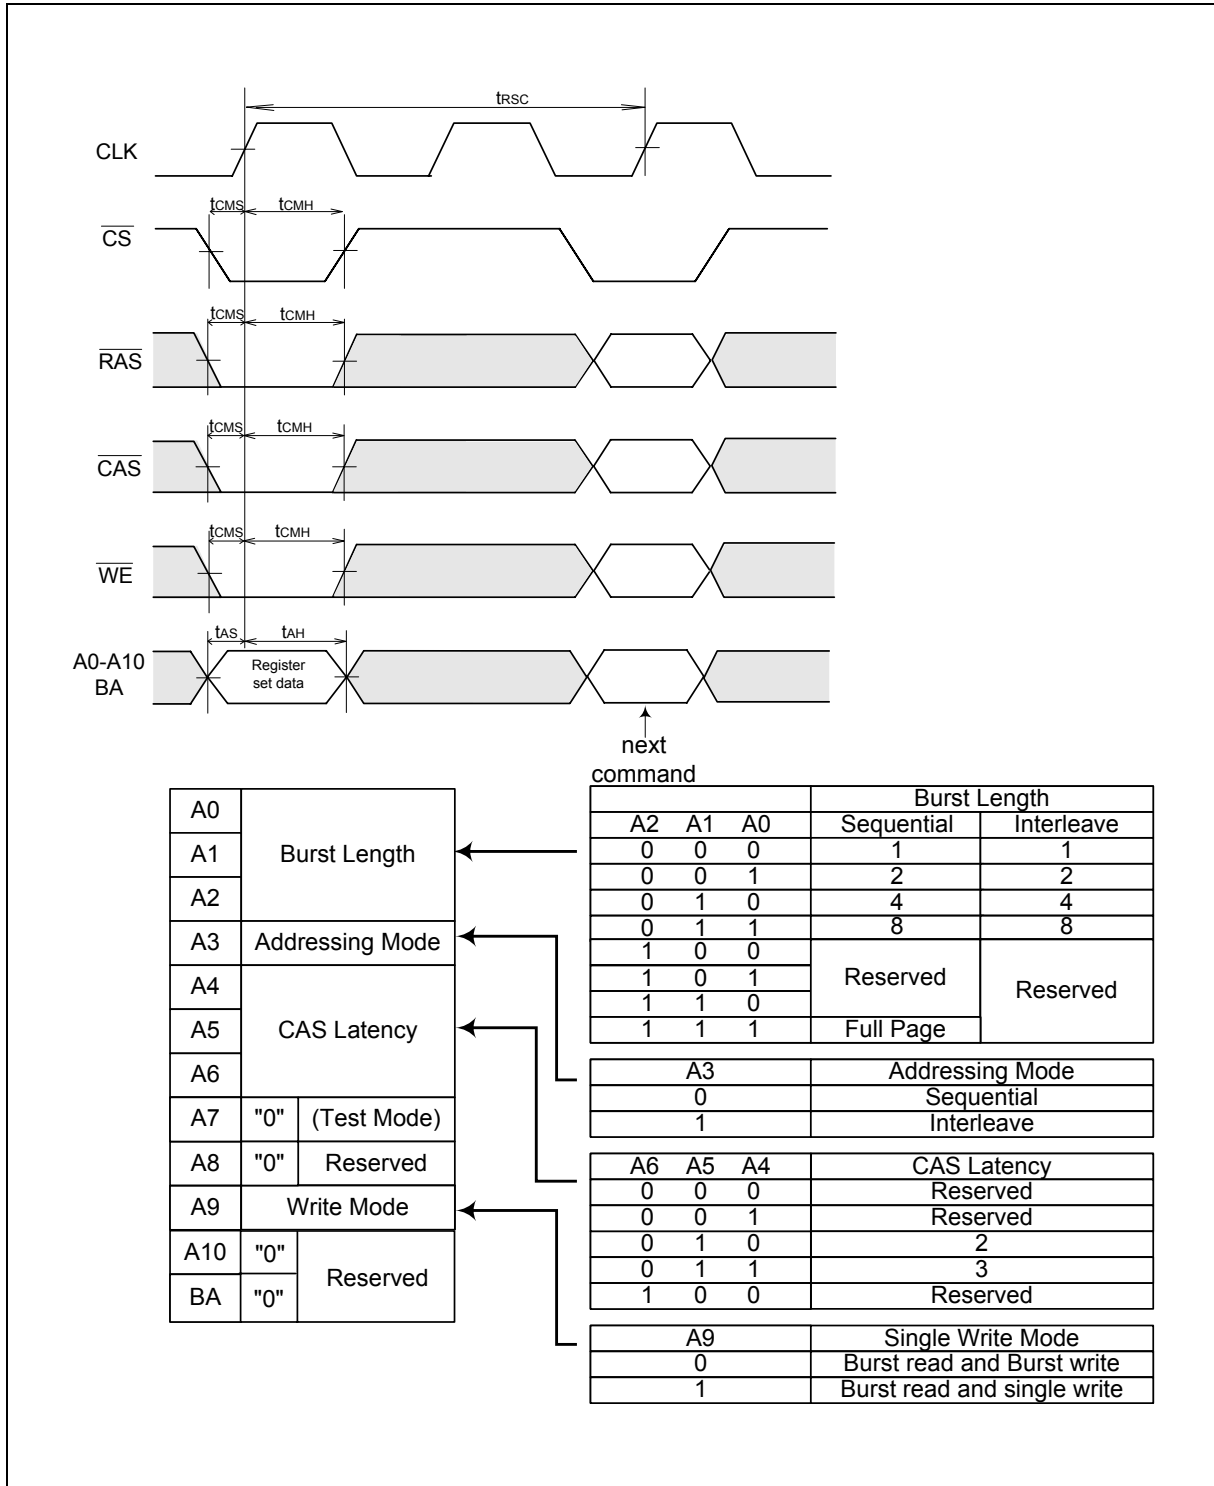 tRSC
CLK
tCMS tCMH
CS
tCMS tCMH
RAS
tCMS tCMH
CAS
tCMS tCMH
WE
tAS tAH
A0-A10
BA
Register
set data
next
command
A0
A1
A2
Burst Length
A3 Addressing Mode
A4
A5
A6
CAS Latency
A7 "0" (Test Mode)
A8 "0" Reserved
A9 Write Mode
A10 "0"
BA "0"
Reserved
Burst Length
A2 A1 A0 Sequential Interleave
0 0 0 1 1
0 0 1 2 2
0 1 0 4 4
0 1 1 8 8
1 0 0
1 0 1 Reserved Reserved
1 1 0
1 1 1 Full Page
A3 Addressing Mode
0 Sequential
1 Interleave
A6 A5 A4 CAS Latency
0 0 0 Reserved
0 0 1 Reserved
0 1 0 2
0 1 1 3
1 0 0 Reserved
A9 Single Write Mode
0 Burst read and Burst write
1 Burst read and single write